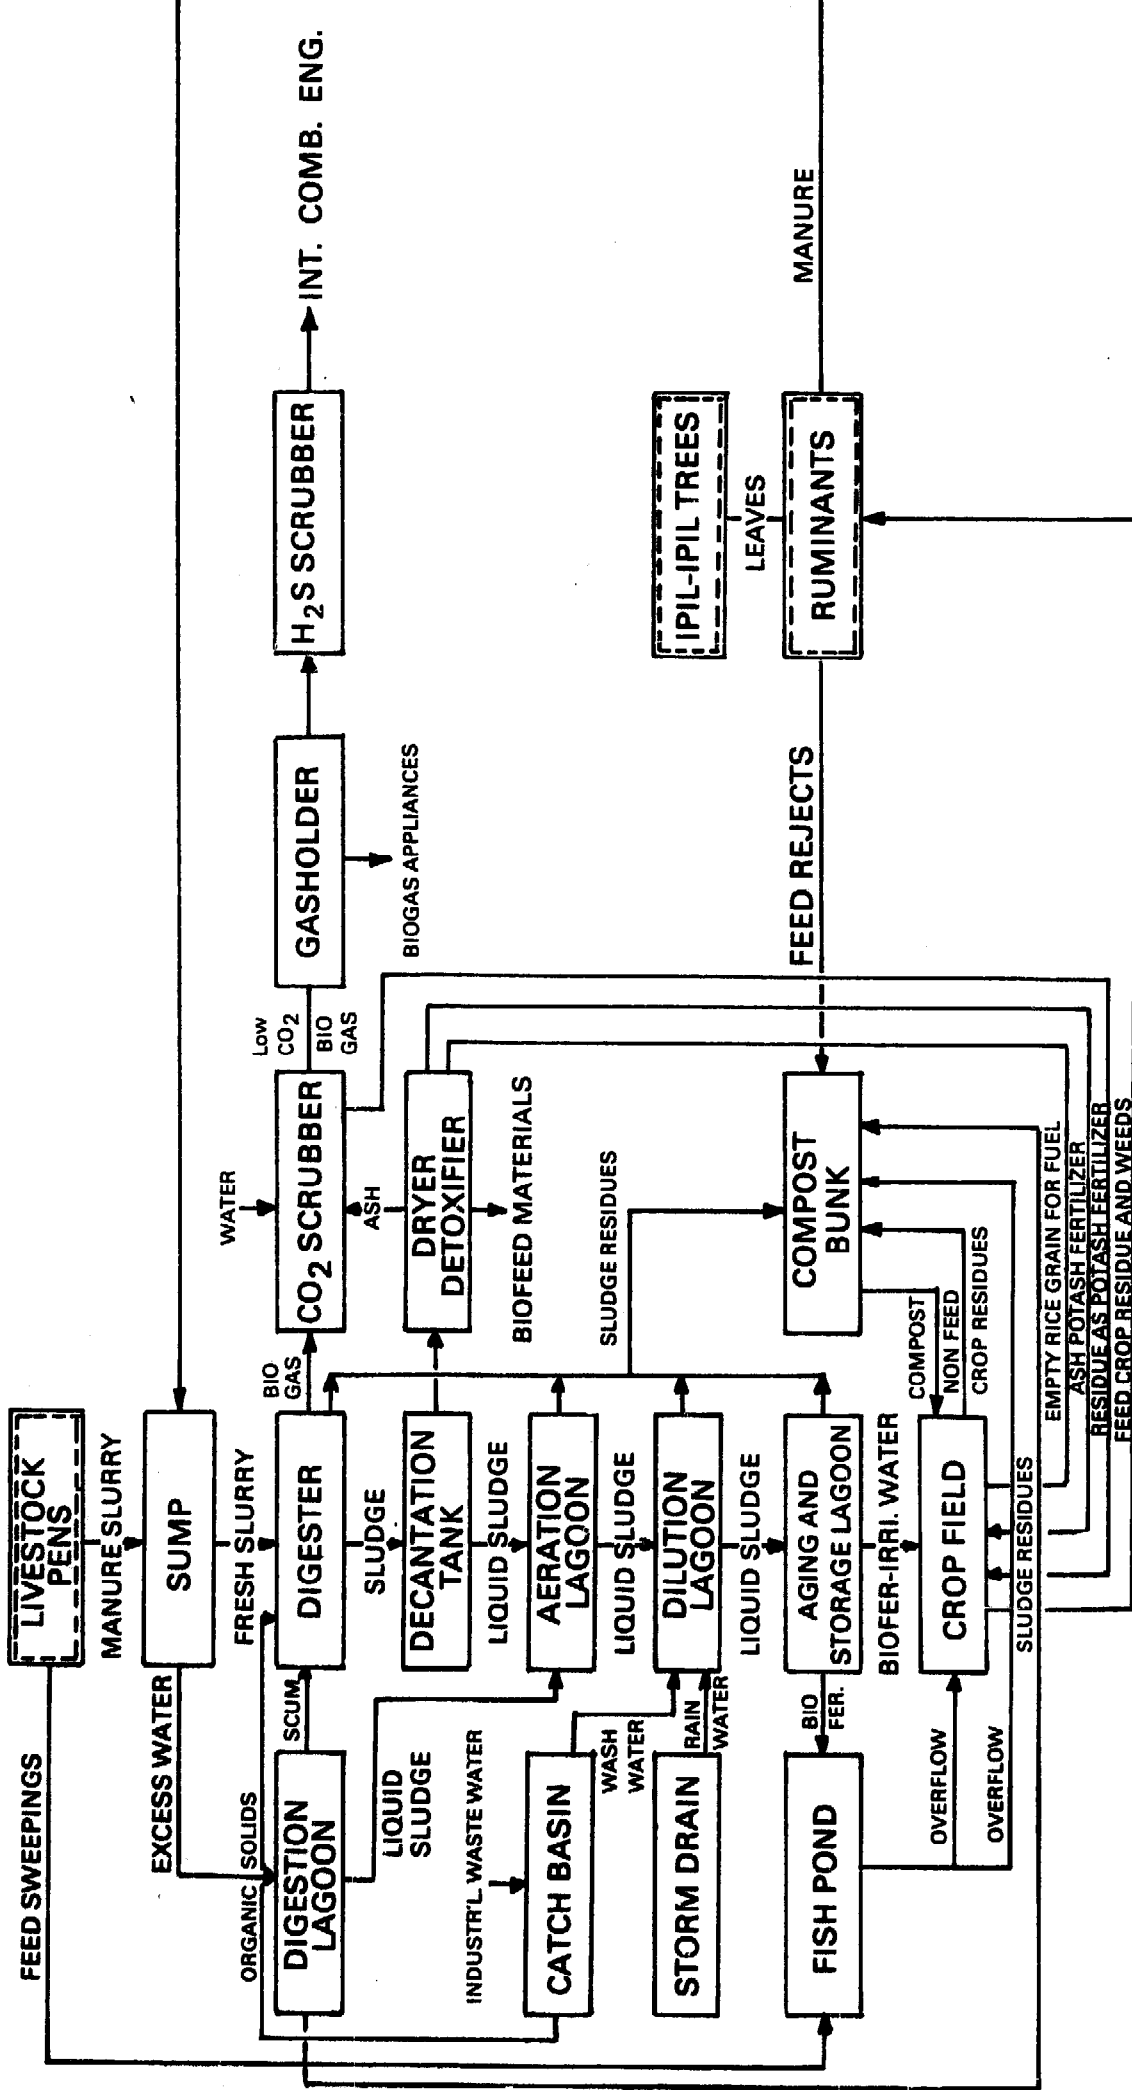 FEED SWEEPINGS
LIVESTOCK
PENS
MANURE SLURRY
EXCESS WATER
SUMP
FRESH SLURRY
ORGANIC SOLIDS
DIGESTION
LAGOON
SCUM
DIGESTER
BIO
GAS
WATER
CO2 SCRUBBER
Low
CO2
BIO
GAS
GASHOLDER
BIOGAS APPLIANCES
H2S SCRUBBER
INT. COMB. ENG.
LIQUID
SLUDGE
SLUDGE
DECANTATION
TANK
ASH
DRYER
DETOXIFIER
BIOFEED MATERIALS
LIQUID SLUDGE
INDUSTR'L WASTE WATER
CATCH BASIN
WASH
WATER
AERATION
LAGOON
LIQUID SLUDGE
SLUDGE RESIDUES
STORM DRAIN
RAIN
WATER
DILUTION
LAGOON
LIQUID SLUDGE
IPIL-IPIL TREES
LEAVES
FISH POND
BIO
FER.
AGING AND
STORAGE LAGOON
COMPOST
BUNK
FEED REJECTS
RUMINANTS
MANURE
BIOFER-IRRI. WATER
OVERFLOW
OVERFLOW
CROP FIELD
COMPOST
NON FEED
CROP RESIDUES
SLUDGE RESIDUES
EMPTY RICE GRAIN FOR FUEL
ASH POTASH FERTILIZER
RESIDUE AS POTASH FERTILIZER
FEED CROP RESIDUE AND WEEDS